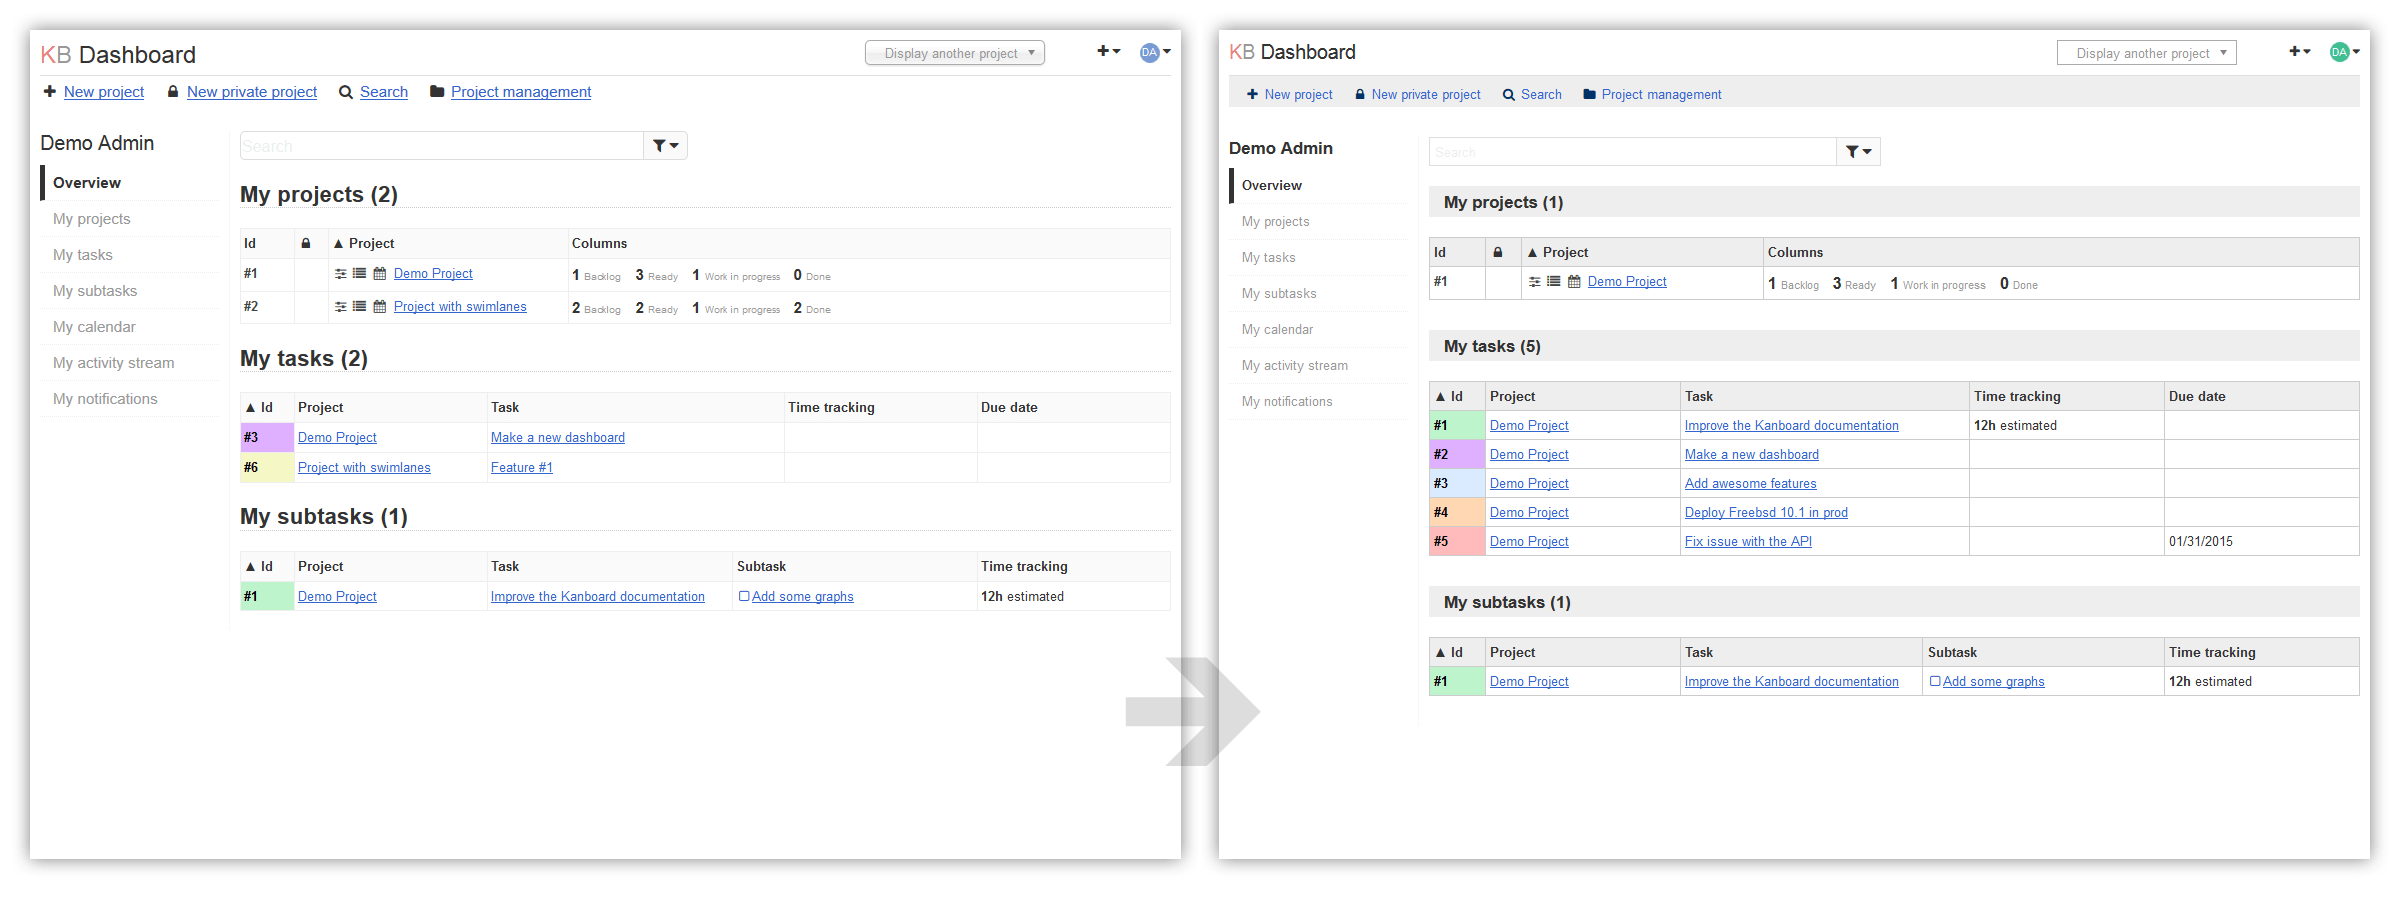 KB Dashboard
Display another project
DA
New project New private project Search Project management
Demo Admin
Overview
My projects
My tasks
My subtasks
My calendar
My activity stream
My notifications
Search
My projects (2)
Id ▲ Project Columns
#1 Demo Project 1 Backlog 3 Ready 1 Work in progress 0 Done
#2 Project with swimlanes 2 Backlog 2 Ready 1 Work in progress 2 Done
My tasks (2)
▲ Id Project Task Time tracking Due date
#3 Demo Project Make a new dashboard
#6 Project with swimlanes Feature #1
My subtasks (1)
▲ Id Project Task Subtask Time tracking
#1 Demo Project Improve the Kanboard documentation Add some graphs 12h estimated
KB Dashboard
Display another project
DA
New project New private project Search Project management
Demo Admin
Overview
My projects
My tasks
My subtasks
My calendar
My activity stream
My notifications
Search
My projects (1)
Id ▲ Project Columns
#1 Demo Project 1 Backlog 3 Ready 1 Work in progress 0 Done
My tasks (5)
▲ Id Project Task Time tracking Due date
#1 Demo Project Improve the Kanboard documentation 12h estimated
#2 Demo Project Make a new dashboard
#3 Demo Project Add awesome features
#4 Demo Project Deploy Freebsd 10.1 in prod
#5 Demo Project Fix issue with the API 01/31/2015
My subtasks (1)
▲ Id Project Task Subtask Time tracking
#1 Demo Project Improve the Kanboard documentation Add some graphs 12h estimated